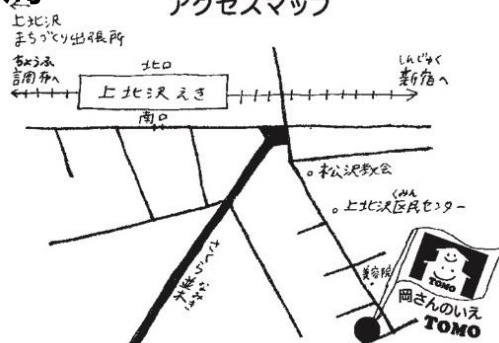 アクセスマップ
上北沢
まちづくり出張所
ちょうふ
調布へ
北口
上北沢えき
南口
しんじゅく
新宿へ
松沢教会
くみん
上北沢区民センター
さくら並木
なみき
美容院
TOMO
岡さんのいえ
TOMO